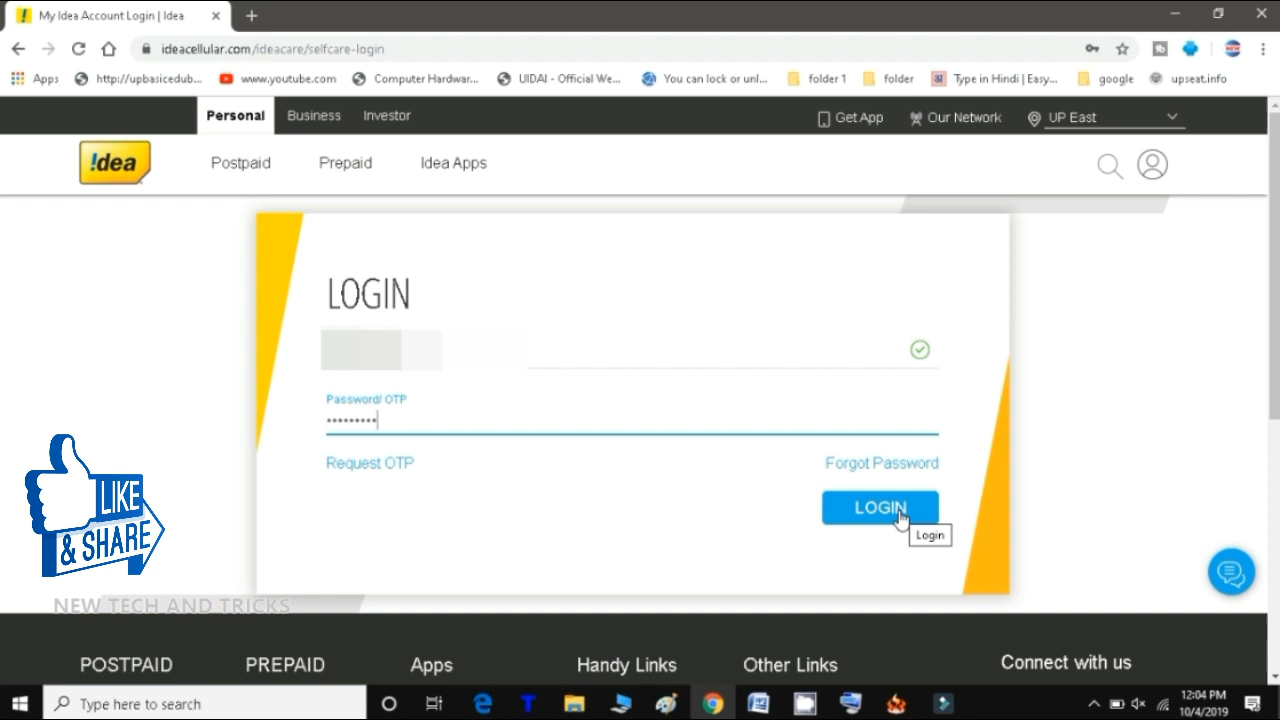 My Idea Account Login | Idea
ideacellular.com/ideacare/selfcare-login
Apps
http://upbasicedub...
www.youtube.com
Computer Hardwar...
UIDAI - Official We...
You can lock or unl...
folder 1
folder
Type in Hindi | Easy...
google
upseat.info
Personal
Business
Investor
Get App
Our Network
UP East
!dea
Postpaid
Prepaid
Idea Apps
LOGIN
Password/ OTP
•••••••••
Request OTP
Forgot Password
LOGIN
Login
LIKE
& SHARE
NEW TECH AND TRICKS
POSTPAID
PREPAID
Apps
Handy Links
Other Links
Connect with us
Type here to search
12:04 PM
10/4/2019